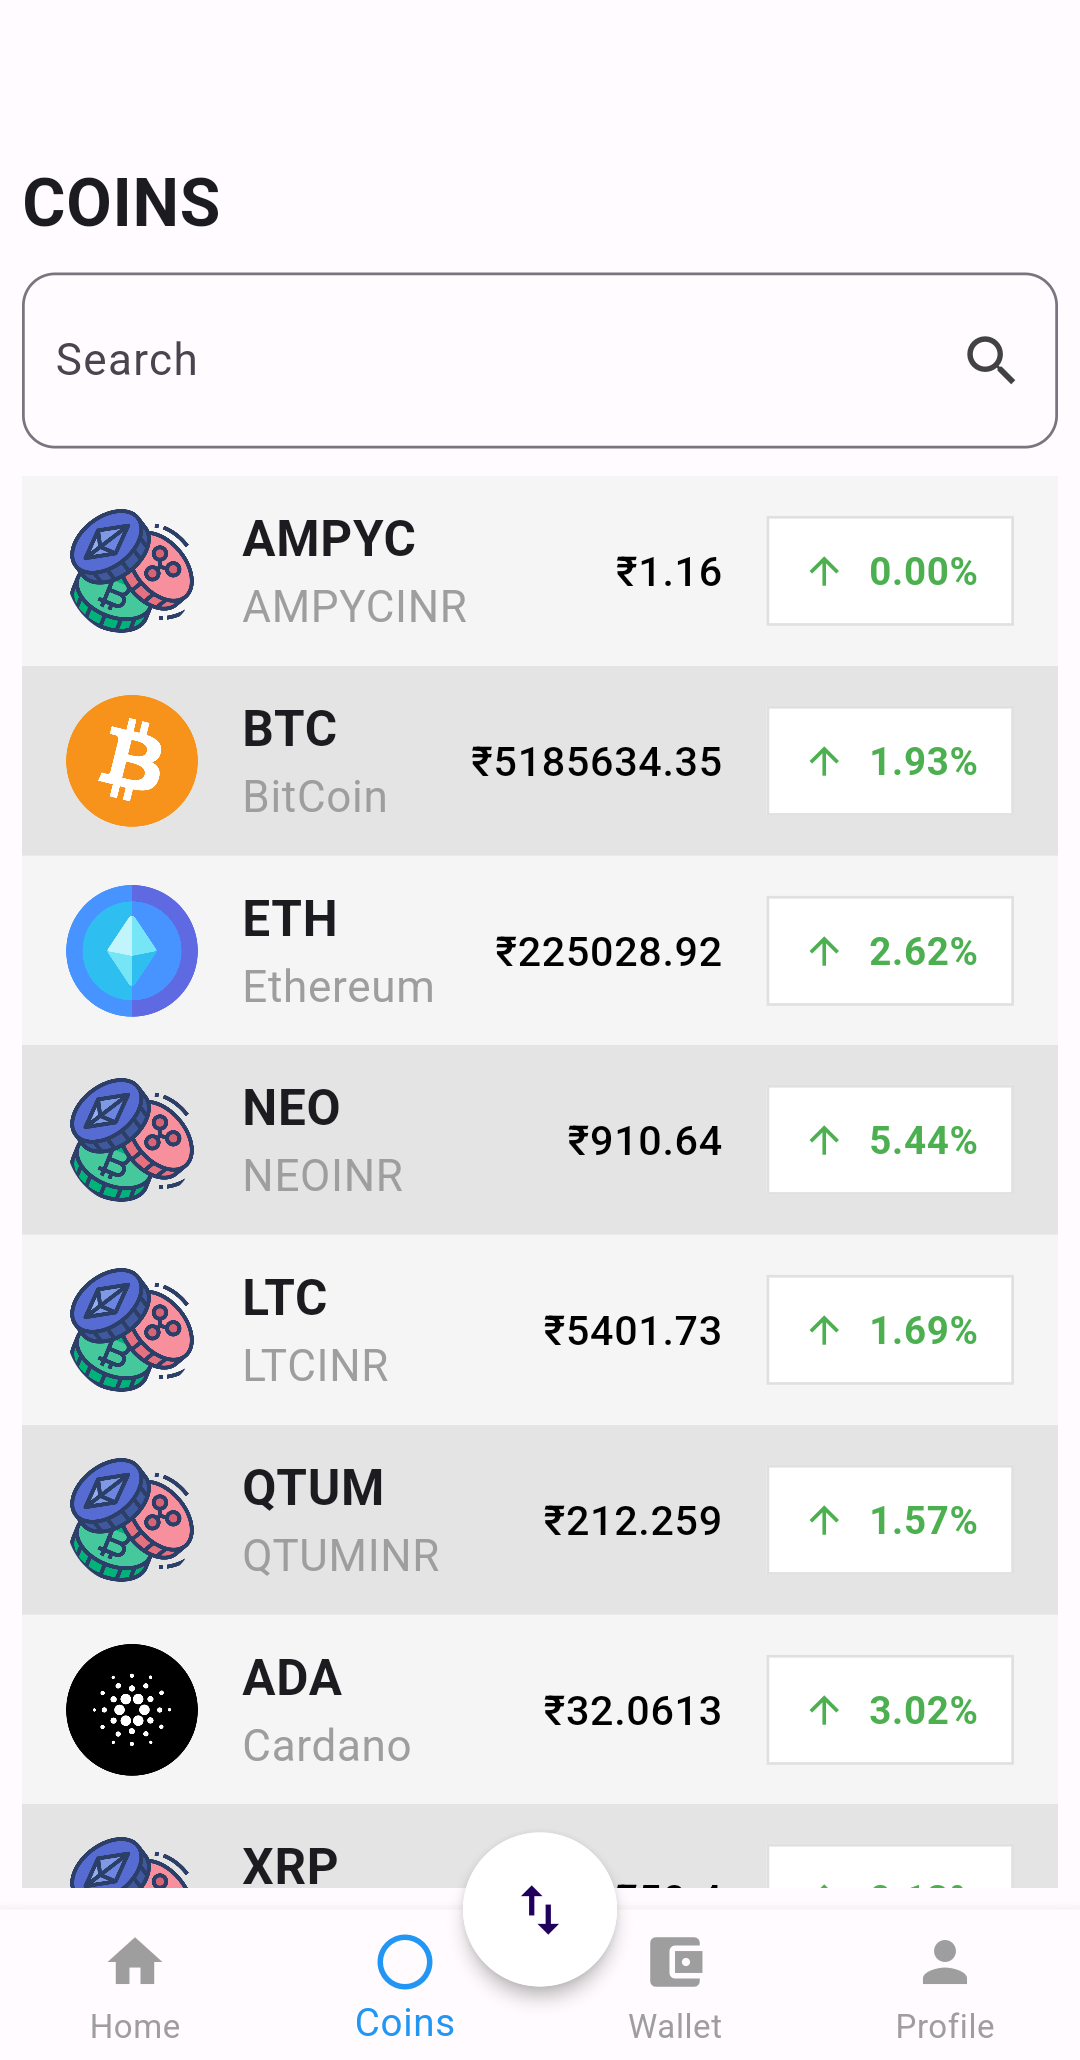 COINS
Search
AMPYC
AMPYCINR
₹1.16
0.00%
BTC
BitCoin
₹5185634.35
1.93%
ETH
Ethereum
₹225028.92
2.62%
NEO
NEOINR
₹910.64
5.44%
LTC
LTCINR
₹5401.73
1.69%
QTUM
QTUMINR
₹212.259
1.57%
ADA
Cardano
₹32.0613
3.02%
XRP
Home
Coins
Wallet
Profile